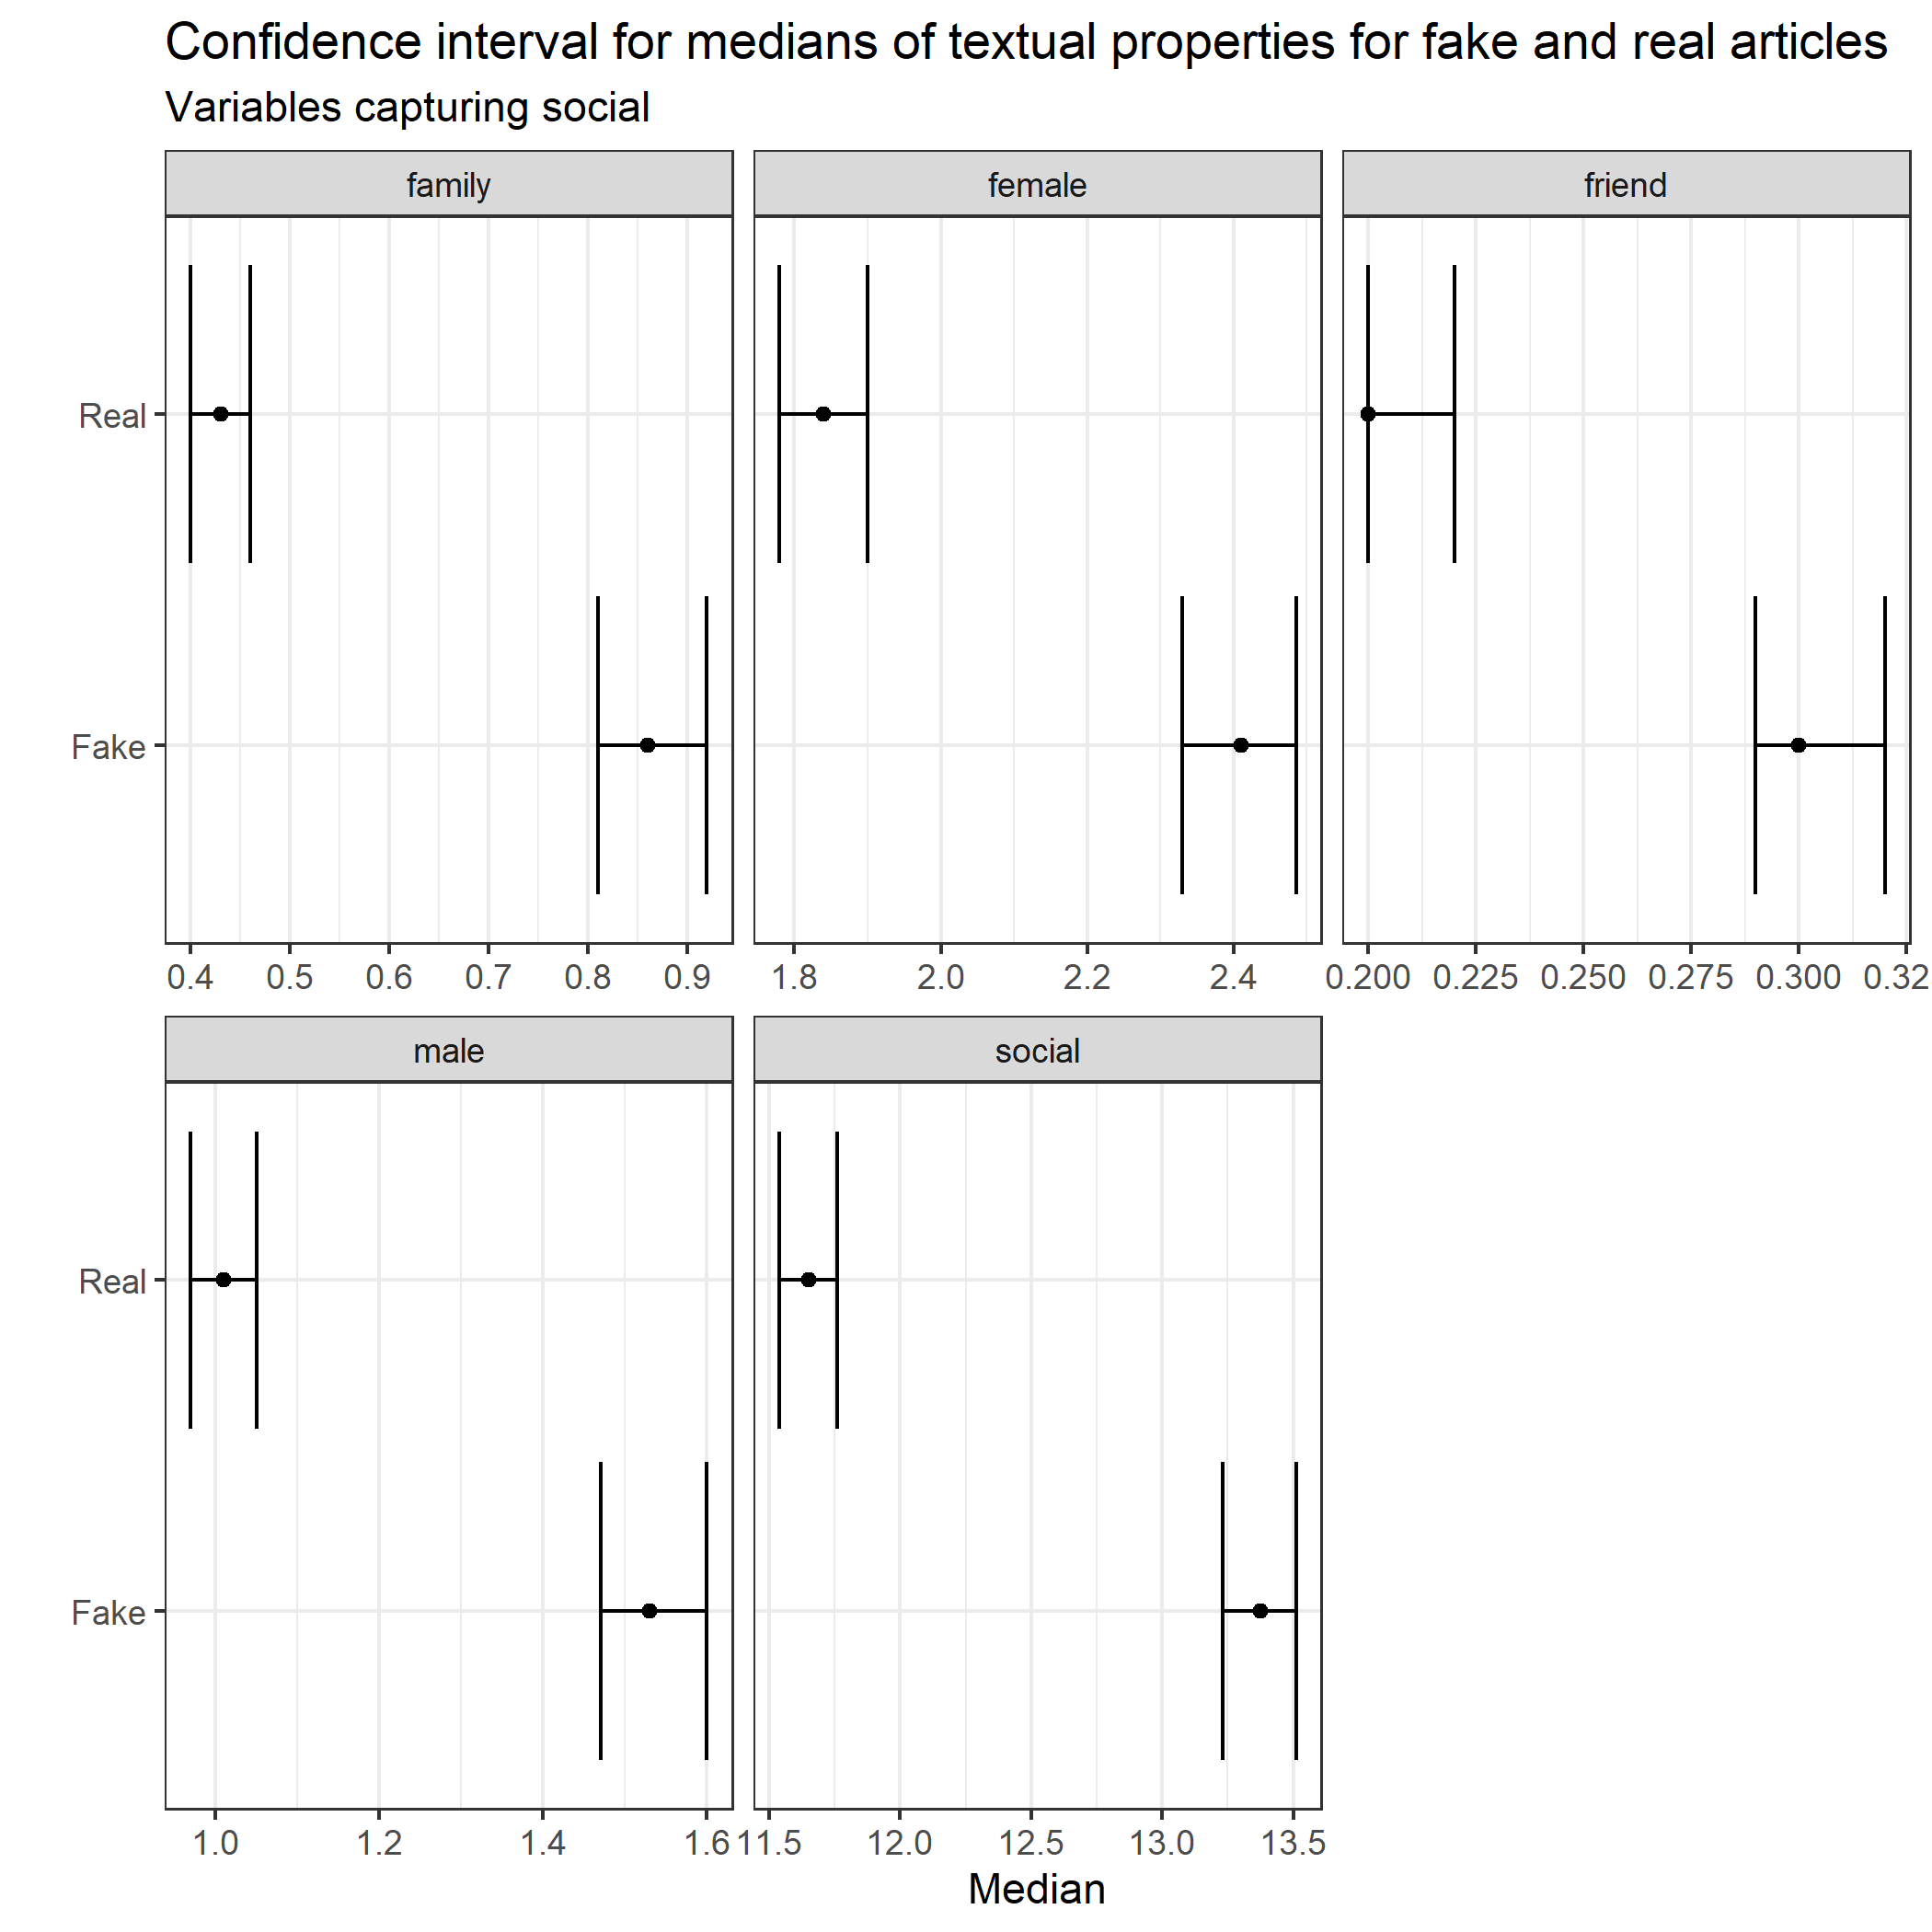 Confidence interval for medians of textual properties for fake and real articles
Variables capturing social
family female friend
Real
Fake
0.4 0.5 0.6 0.7 0.8 0.9 1.8 2.0 2.2 2.4 0.200 0.225 0.250 0.275 0.300 0.32
male social
Real
Fake
1.0 1.2 1.4 1.6 11.5 12.0 12.5 13.0 13.5
Median